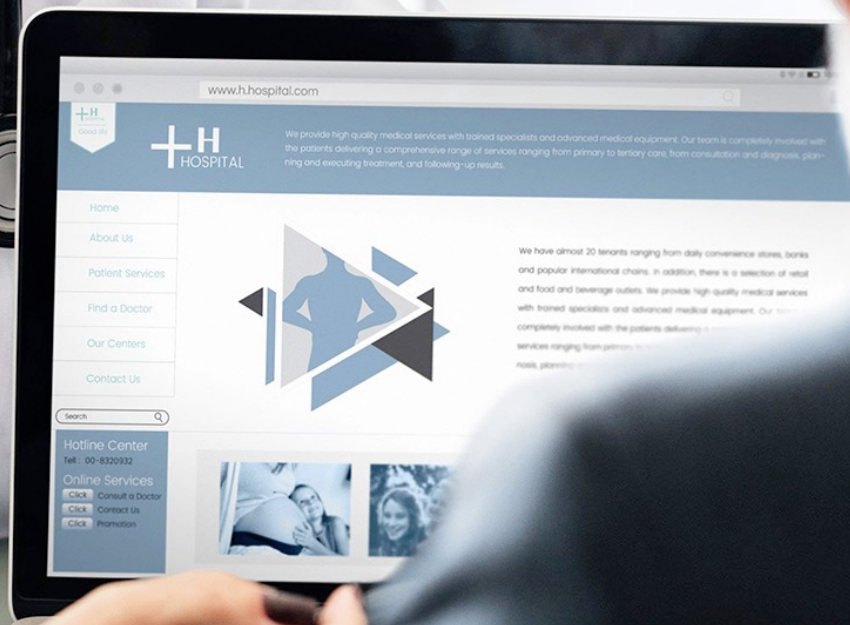 www.h.hospital.com
H
HOSPITAL
Good life
H
HOSPITAL
We provide high quality medical services with trained specialists and advanced medical equipment. Our team is completely involved with
the patients delivering a comprehensive range of services ranging from primary to tertiary care, from consultation and diagnosis, plan-
ning and executing treatment, and following-up results.
Home
About Us
Patient Services
Find a Doctor
Our Centers
Contact Us
Search
Hotline Center
Tell : 00-8320932
Online Services
Click Consult a Doctor
Click Contact Us
Click Promotion
We have almost 20 tenants ranging from daily convenience stores, banks
and popular international chains. In addition, there is a selection of retail
and food and beverage outlets. We provide high quality medical services
with trained specialists and advanced medical equipment. Our
completely involved with the patients delivering a
services ranging from primary
nosis, planning